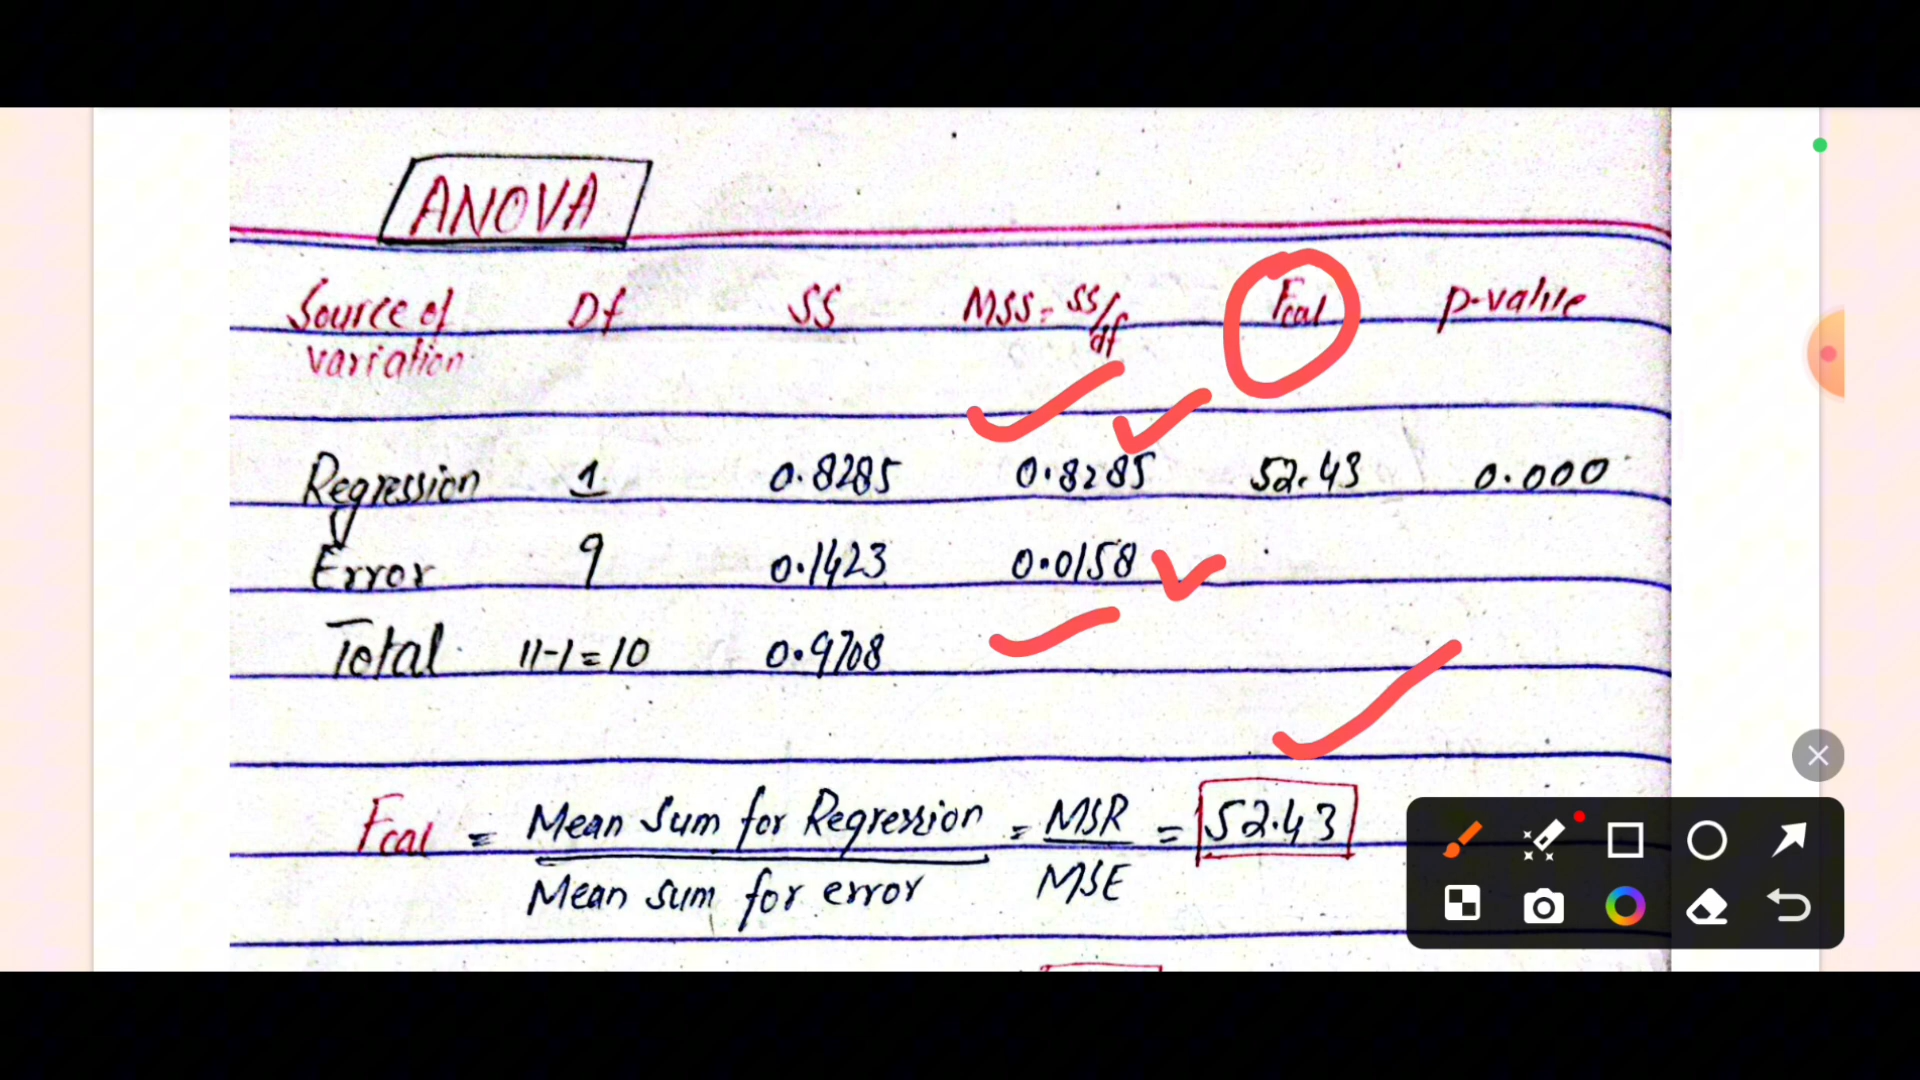 ANOVA
Source of variation Df SS MSS = SS/df Fcal p-value
Regression 1 0.8285 0.8285 52.43 0.000
Error 9 0.1423 0.0158
Total 11-1=10 0.9708
Fcal = Mean Sum for Regression / Mean sum for error = MSR / MSE = 52.43